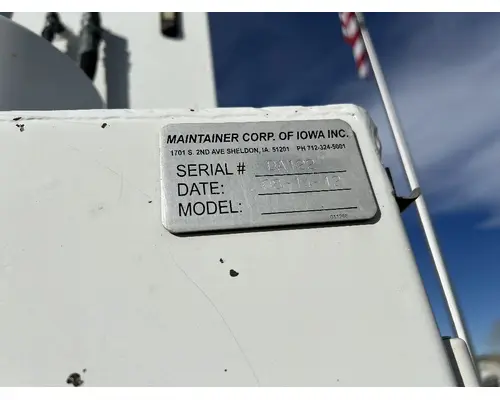 MAINTAINER CORP. OF IOWA INC.
1701 S. 2ND AVE SHELDON, IA. 51201 PH 712-324-5001
SERIAL #
DATE:
MODEL: